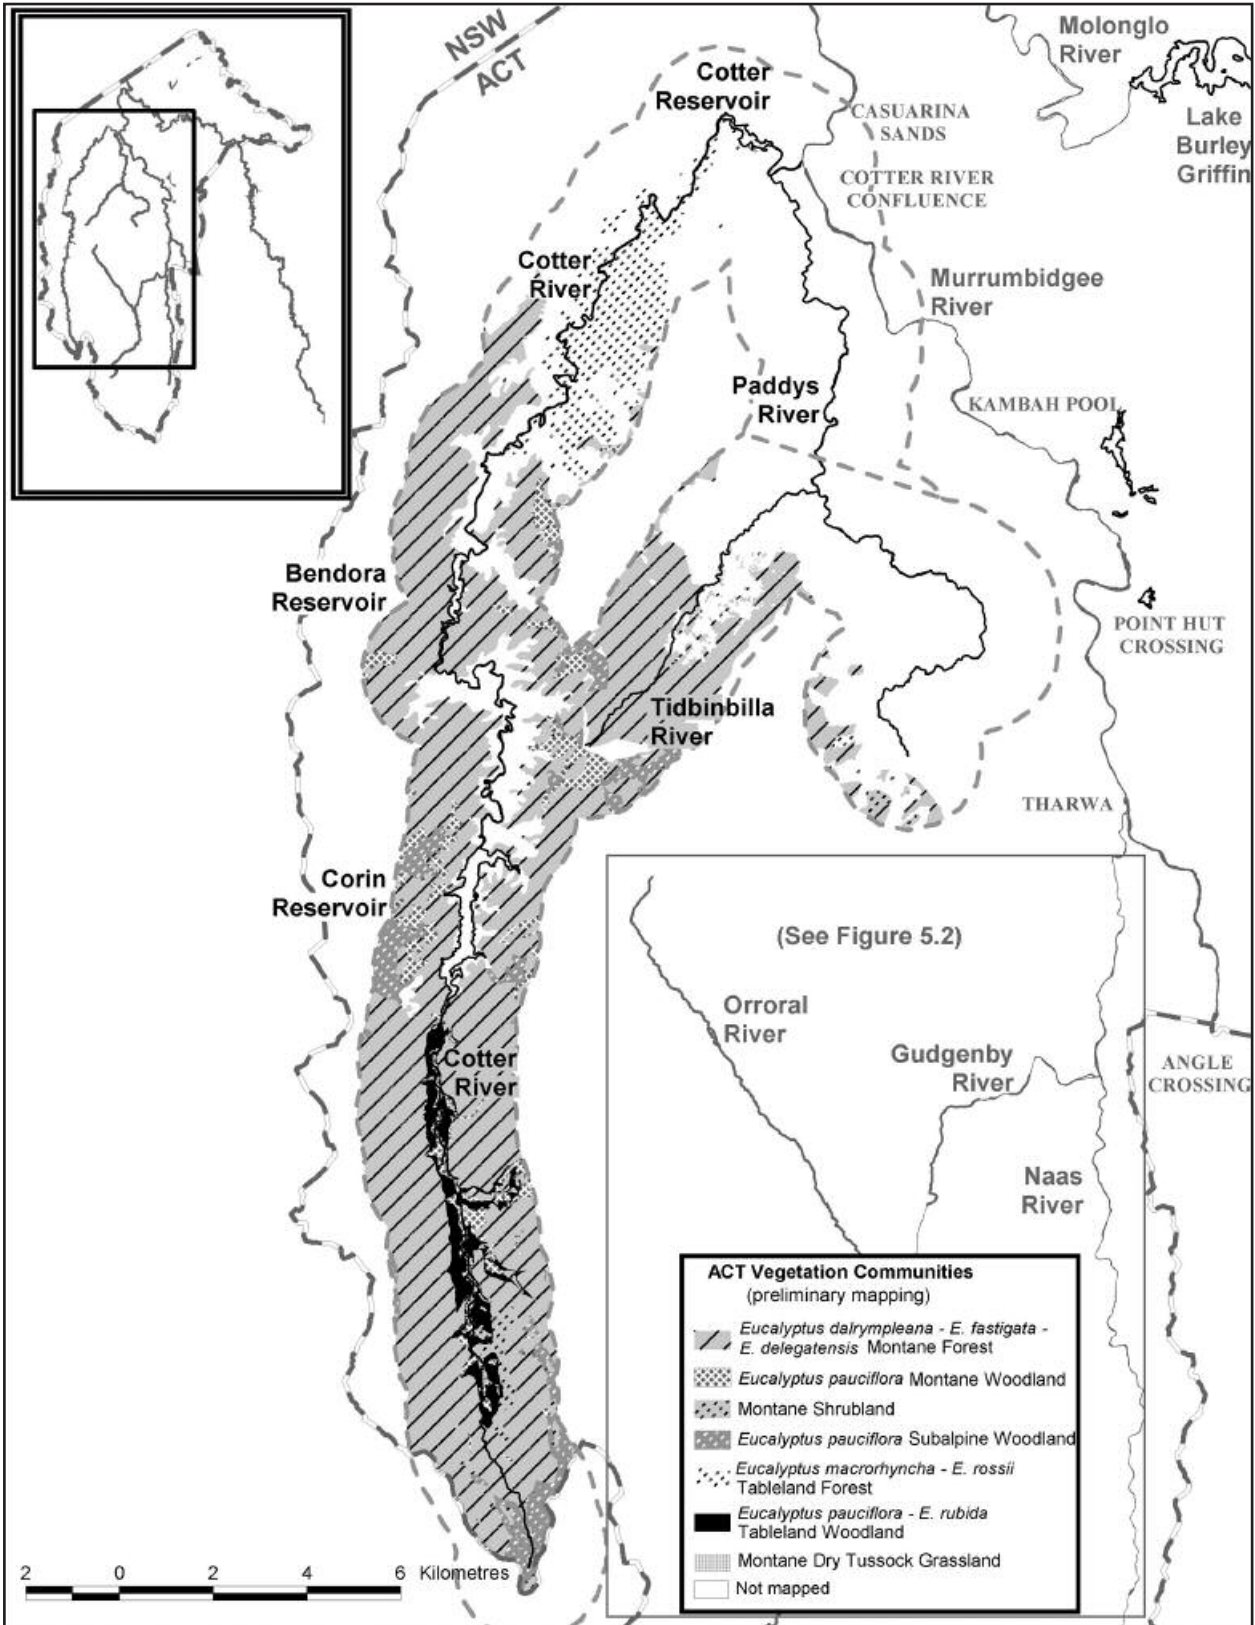 NSW
ACT
Molonglo
River
Cotter
Reservoir
CASUARINA
SANDS
Lake
Burley
Griffin
COTTER RIVER
CONFLUENCE
Cotter
River
Murrumbidgee
River
Paddys
River
KAMBAH POOL
Bendora
Reservoir
POINT HUT
CROSSING
Tidbinbilla
River
THARWA
Corin
Reservoir
(See Figure 5.2)
Orroral
River
Cotter
River
Gudgenby
River
ANGLE
CROSSING
Naas
River
ACT Vegetation Communities
(preliminary mapping)
Eucalyptus dalrympleana - E. fastigata -
E. delegatensis Montane Forest
Eucalyptus pauciflora Montane Woodland
Montane Shrubland
Eucalyptus pauciflora Subalpine Woodland
Eucalyptus macrorhyncha - E. rossii
Tableland Forest
Eucalyptus pauciflora - E. rubida
Tableland Woodland
Montane Dry Tussock Grassland
Not mapped
2 0 2 4 6 Kilometres